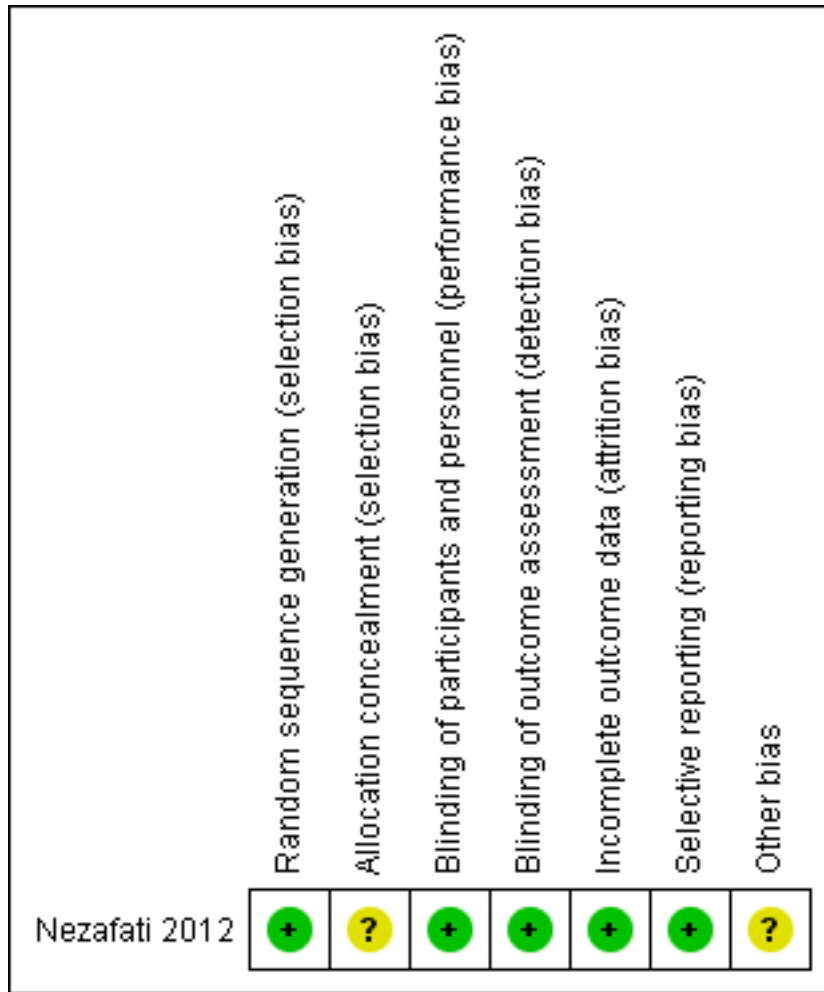 Random sequence generation (selection bias)
Allocation concealment (selection bias)
Blinding of participants and personnel (performance bias)
Blinding of outcome assessment (detection bias)
Incomplete outcome data (attrition bias)
Selective reporting (reporting bias)
Other bias
Nezafati 2012 + ? + + + + ?